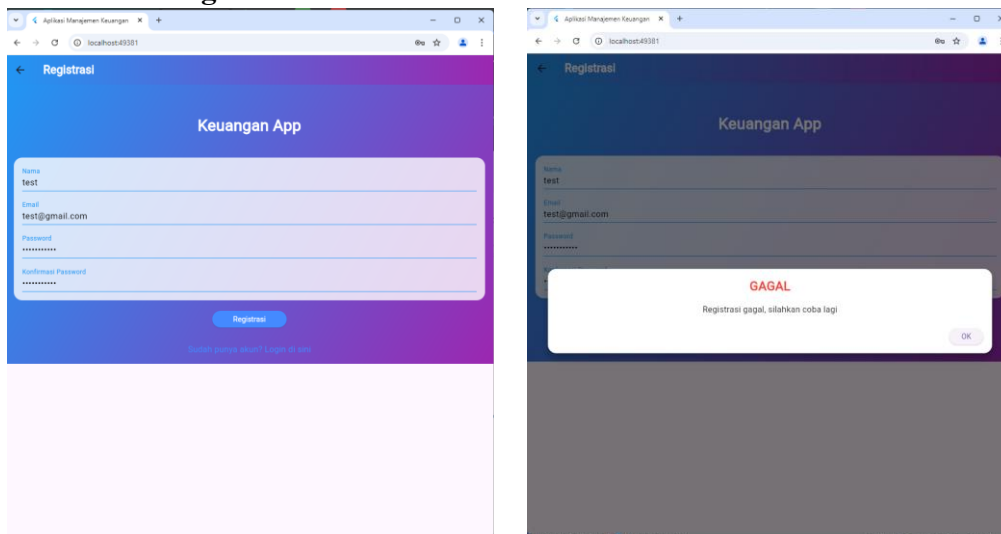 Aplikasi Manajemen Keuangan
localhost:49381
Registrasi
Keuangan App
Nama
test
Email
test@gmail.com
Password
•••••••••••
Konfirmasi Password
•••••••••••
Registrasi
Sudah punya akun? Login di sini
Aplikasi Manajemen Keuangan
localhost:49381
Registrasi
Keuangan App
Nama
test
Email
test@gmail.com
Password
•••••••••••
GAGAL
Registrasi gagal, silahkan coba lagi
OK